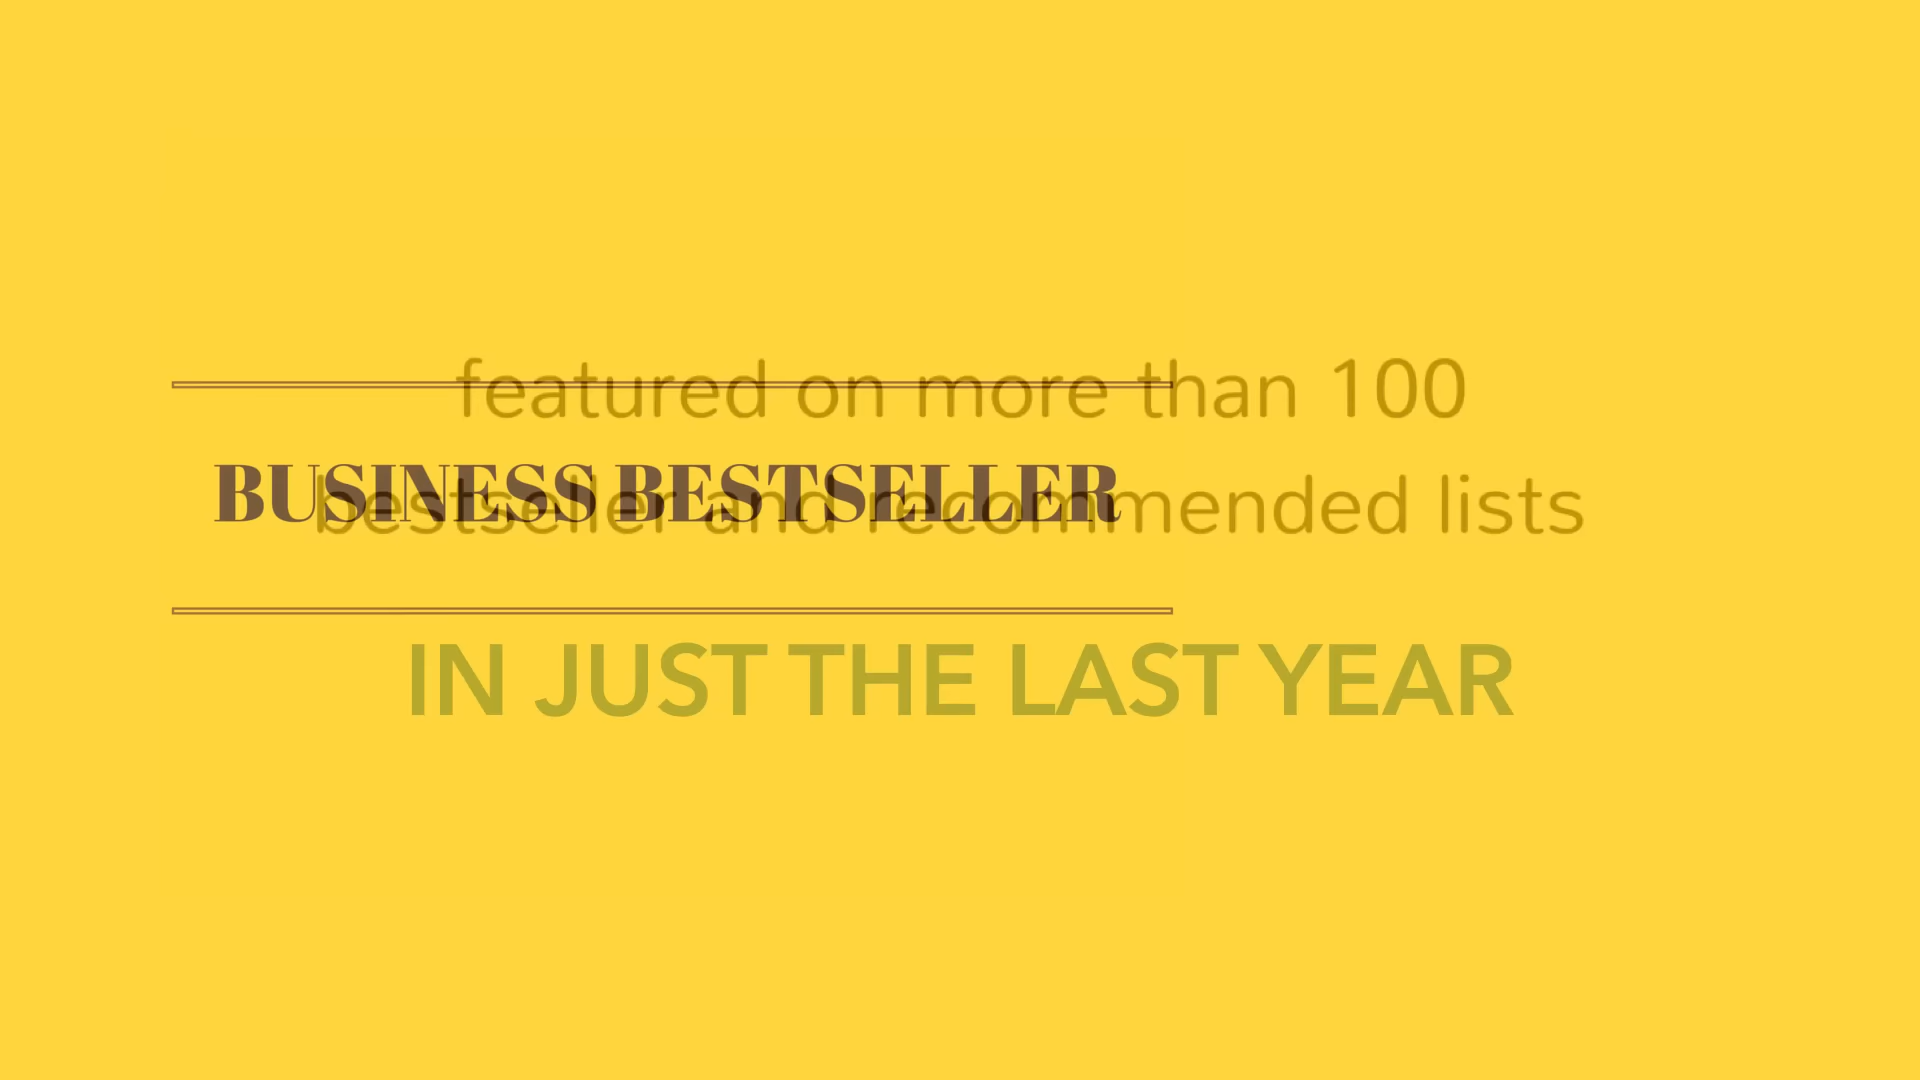 featured on more than 100
BUSINESS BESTSELLER
bestseller and recommended lists
IN JUST THE LAST YEAR